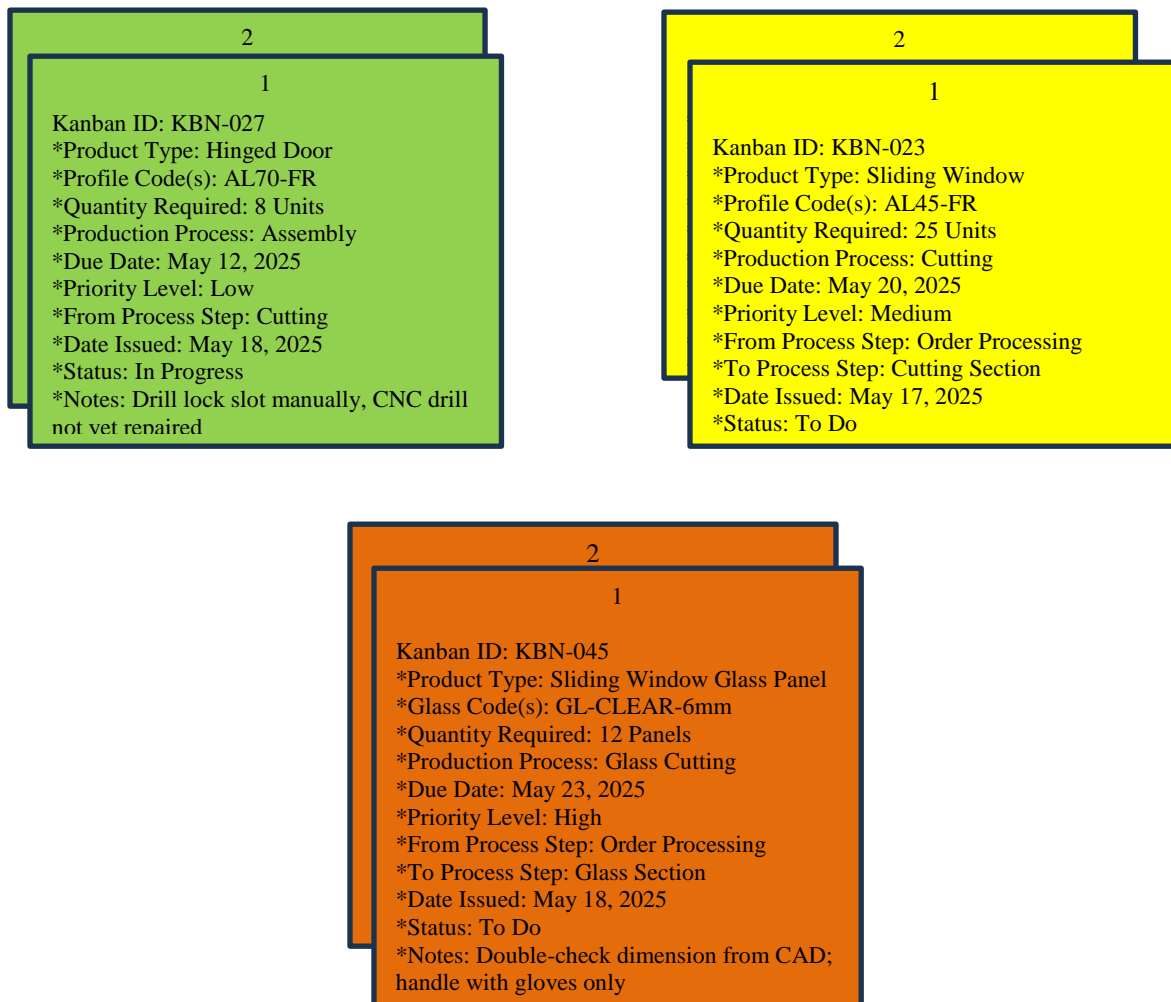 2
1
Kanban ID: KBN-027
*Product Type: Hinged Door
*Profile Code(s): AL70-FR
*Quantity Required: 8 Units
*Production Process: Assembly
*Due Date: May 12, 2025
*Priority Level: Low
*From Process Step: Cutting
*Date Issued: May 18, 2025
*Status: In Progress
*Notes: Drill lock slot manually, CNC drill
not yet repaired
2
1
Kanban ID: KBN-023
*Product Type: Sliding Window
*Profile Code(s): AL45-FR
*Quantity Required: 25 Units
*Production Process: Cutting
*Due Date: May 20, 2025
*Priority Level: Medium
*From Process Step: Order Processing
*To Process Step: Cutting Section
*Date Issued: May 17, 2025
*Status: To Do
2
1
Kanban ID: KBN-045
*Product Type: Sliding Window Glass Panel
*Glass Code(s): GL-CLEAR-6mm
*Quantity Required: 12 Panels
*Production Process: Glass Cutting
*Due Date: May 23, 2025
*Priority Level: High
*From Process Step: Order Processing
*To Process Step: Glass Section
*Date Issued: May 18, 2025
*Status: To Do
*Notes: Double-check dimension from CAD;
handle with gloves only